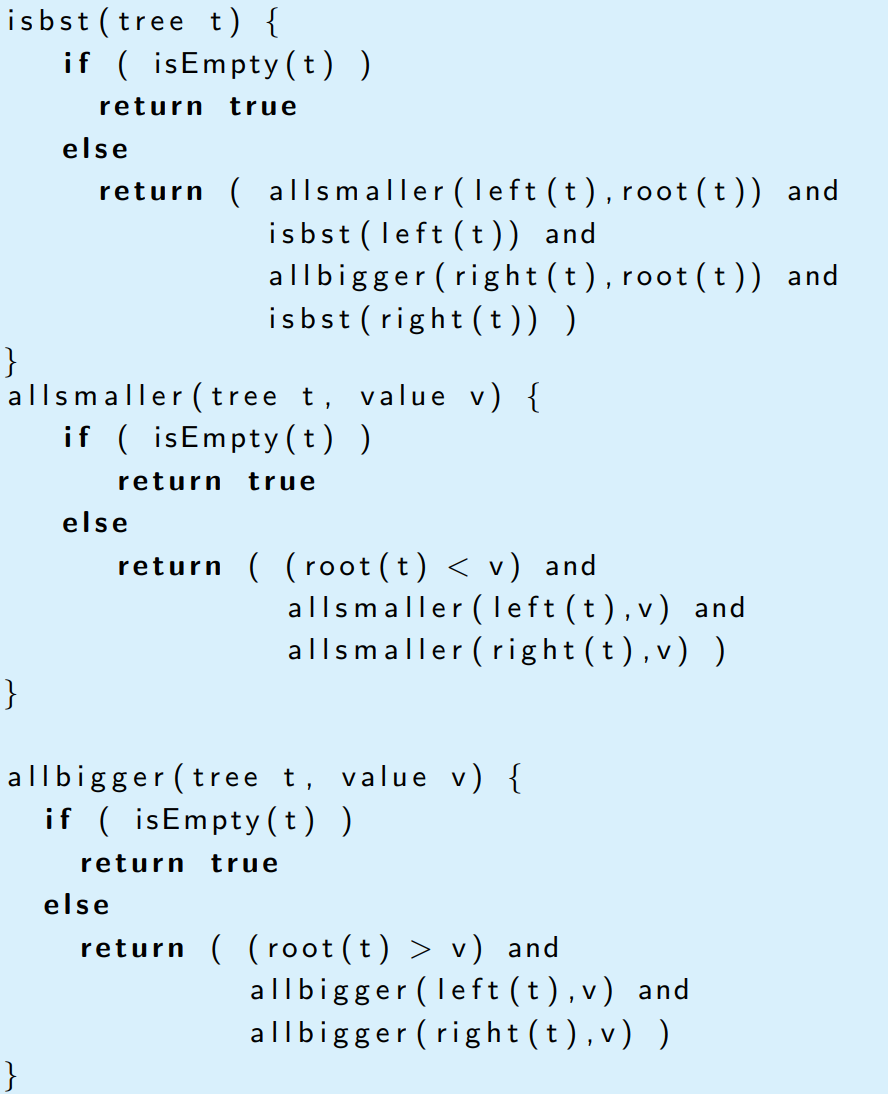 isbst(tree t) {
if ( isEmpty(t) )
return true
else
return ( allsmaller(left(t),root(t)) and
isbst(left(t)) and
allbigger(right(t),root(t)) and
isbst(right(t)) )
}
allsmaller(tree t, value v) {
if ( isEmpty(t) )
return true
else
return ( (root(t) < v) and
allsmaller(left(t),v) and
allsmaller(right(t),v) )
}
allbigger(tree t, value v) {
if ( isEmpty(t) )
return true
else
return ( (root(t) > v) and
allbigger(left(t),v) and
allbigger(right(t),v) )
}